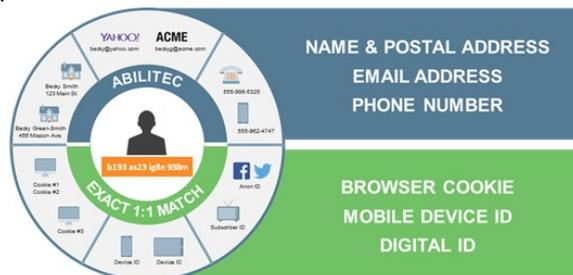 YAHOO!
becky@yahoo.com
ACME
beckyg@acme.com
ABILITEC
Becky Smith
123 Main St.
Becky Green-Smith
456 Mission Ave.
555-995-5325
555-962-4747
b193 as23 ig8n 938m
EXACT 1:1 MATCH
Cookie #1
Cookie #2
Cookie #3
Device ID
Device ID
Subscriber ID
Anon ID
NAME & POSTAL ADDRESS
EMAIL ADDRESS
PHONE NUMBER
BROWSER COOKIE
MOBILE DEVICE ID
DIGITAL ID